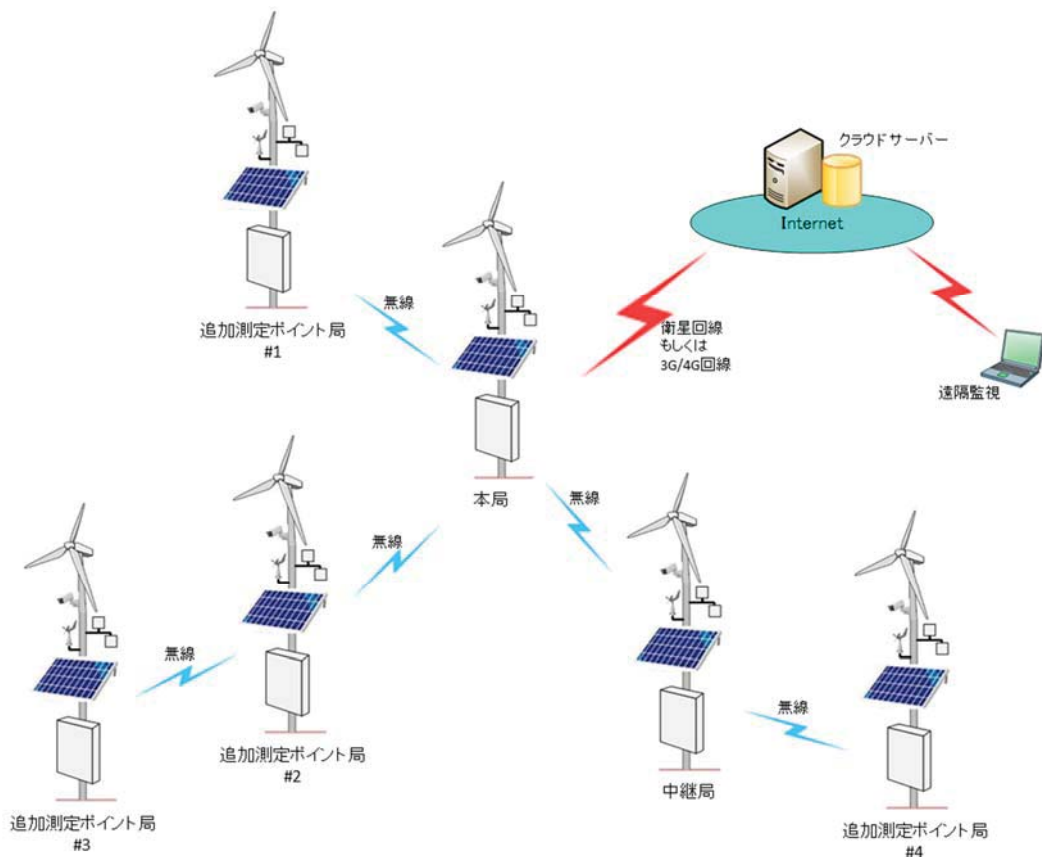 クラウドサーバー
Internet
無線
追加測定ポイント局
#1
衛星回線
もしくは
3G/4G回線
遠隔監視
本局
無線
無線
無線
追加測定ポイント局
#2
無線
中継局
追加測定ポイント局
#3
追加測定ポイント局
#4